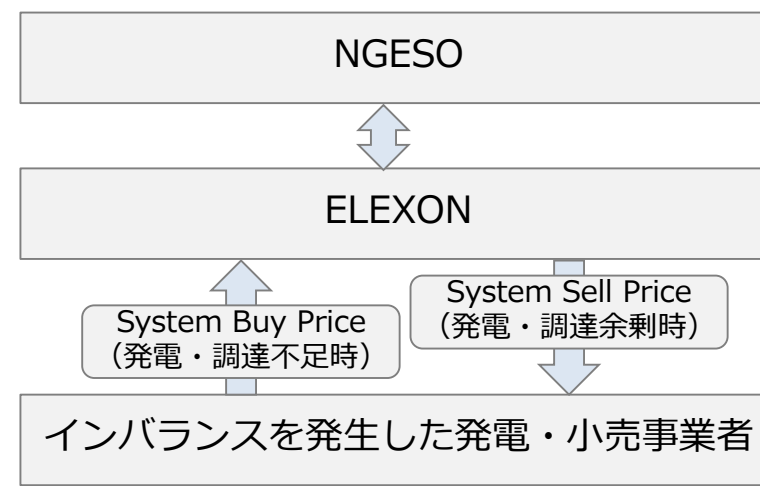 NGESO
ELEXON
System Buy Price
（発電・調達不足時）
System Sell Price
（発電・調達余剰時）
インバランスを発生した発電・小売事業者